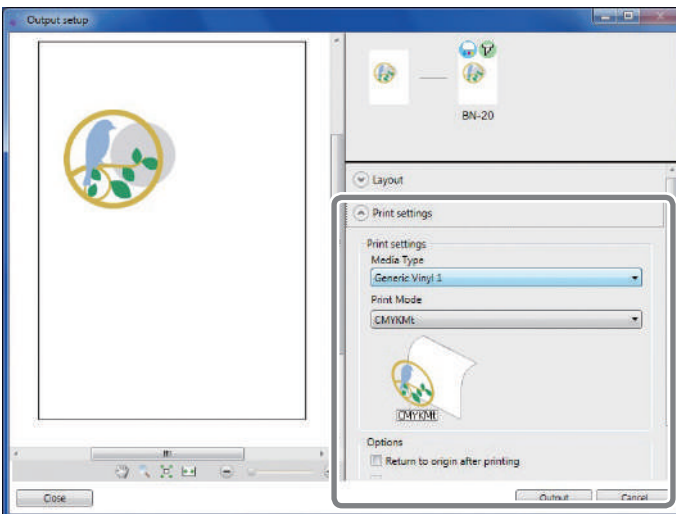 Output setup
BN-20
Layout
Print settings
Print settings
Media Type
Generic Vinyl 1
Print Mode
CMYKMt
CMYKMt
Options
Return to origin after printing
Close
Output
Cancel